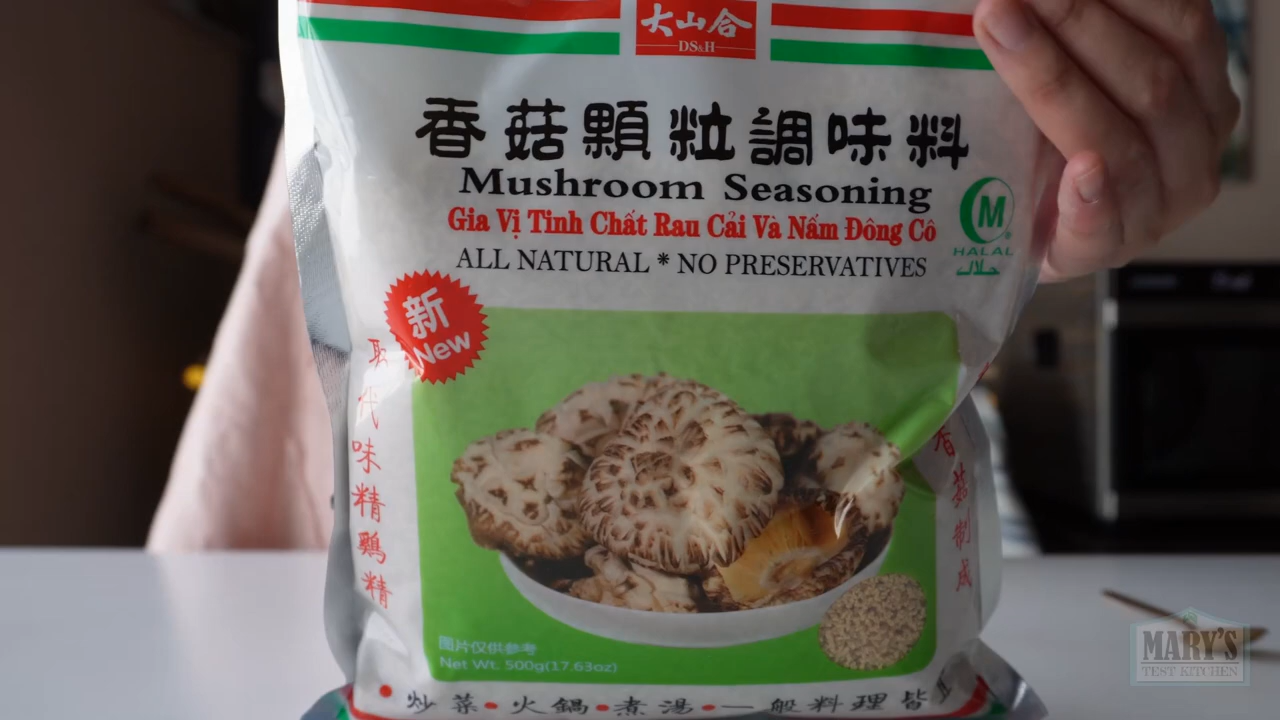 大山合
DS&H
香菇顆粒調味料
Mushroom Seasoning
Gia Vị Tinh Chất Rau Cải Và Nấm Đông Cô
ALL NATURAL * NO PRESERVATIVES
M
HALAL
حلال
新
New
取代味精鷄精
香菇制成
图片仅供参考
Net Wt. 500g(17.63oz)
•炒菜•火鍋•煮湯•一般料理皆
MARY'S
TEST KITCHEN